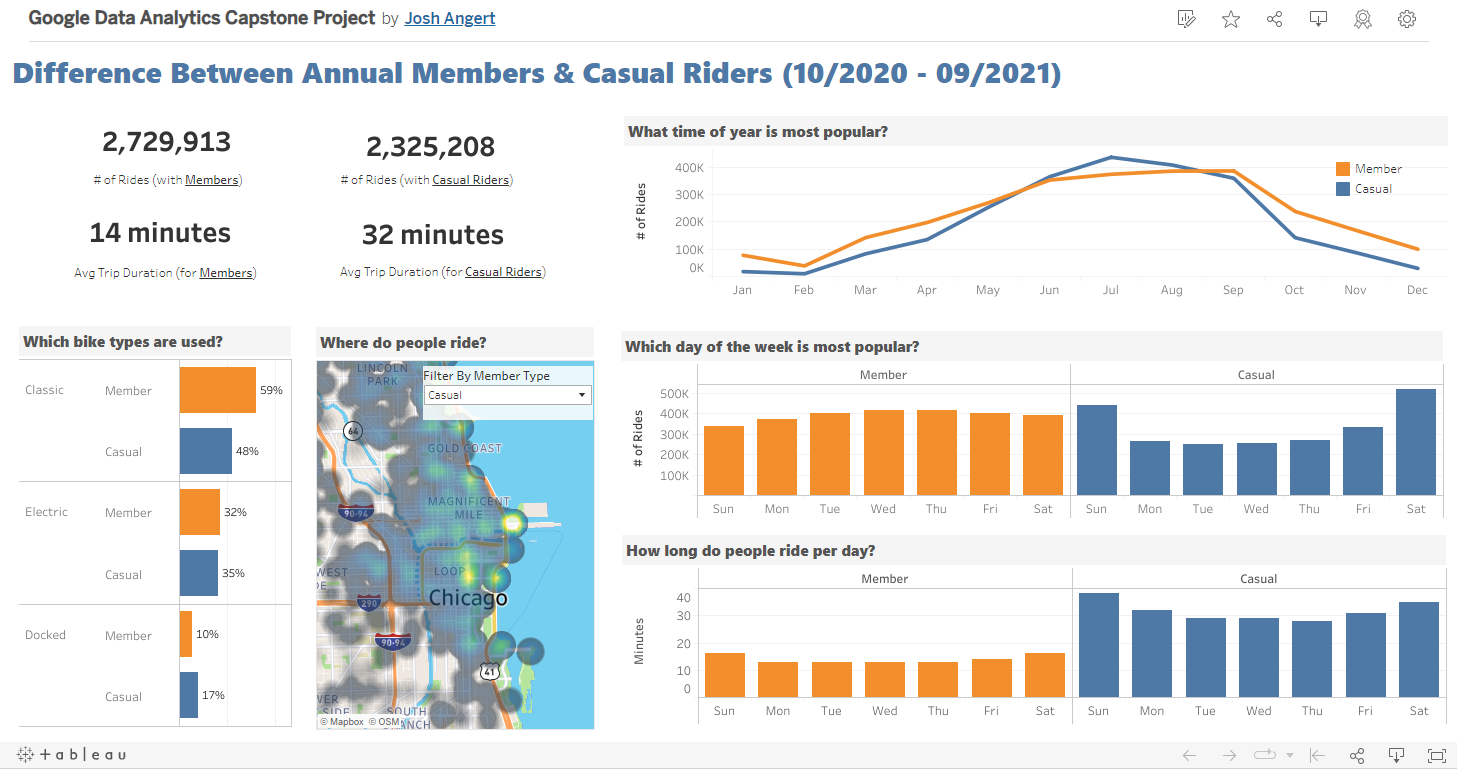 Google Data Analytics Capstone Project by Josh Angert
Difference Between Annual Members & Casual Riders (10/2020 - 09/2021)
2,729,913
# of Rides (with Members)
2,325,208
# of Rides (with Casual Riders)
14 minutes
Avg Trip Duration (for Members)
32 minutes
Avg Trip Duration (for Casual Riders)
What time of year is most popular?
# of Rides
400K
300K
200K
100K
0K
Member
Casual
Jan Feb Mar Apr May Jun Jul Aug Sep Oct Nov Dec
Which bike types are used?
Classic
Member
59%
Casual
48%
Electric
Member
32%
Casual
35%
Docked
Member
10%
Casual
17%
Where do people ride?
Filter By Member Type
Casual
LINCOLN
PARK
64
GOLD COAST
MAGNIFICENT
MILE
90-94
WEST
LOOP
Chicago
290
90-94
41
SIDE
SOUTH
© Mapbox © OSM
Which day of the week is most popular?
Member Casual
# of Rides
500K
400K
300K
200K
100K
Sun Mon Tue Wed Thu Fri Sat Sun Mon Tue Wed Thu Fri Sat
How long do people ride per day?
Member Casual
Minutes
40
30
20
10
0
Sun Mon Tue Wed Thu Fri Sat Sun Mon Tue Wed Thu Fri Sat
+ableau